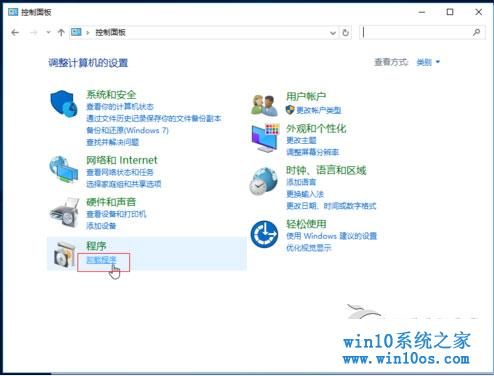 控制面板
控制面板
调整计算机的设置
查看方式: 类别
系统和安全
查看你的计算机状态
通过文件历史记录保存你的文件备份副本
备份和还原(Windows 7)
查找并解决问题
网络和 Internet
查看网络状态和任务
选择家庭组和共享选项
硬件和声音
查看设备和打印机
添加设备
程序
卸载程序
用户帐户
更改帐户类型
外观和个性化
更改主题
调整屏幕分辨率
时钟、语言和区域
添加语言
更换输入法
更改日期、时间或数字格式
轻松使用
使用 Windows 建议的设置
优化视觉显示
win10系统之家
www.win10os.com